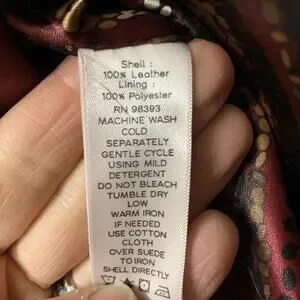 Shell :
100% Leather
Lining :
100% Polyester
RN 98393
MACHINE WASH
COLD
SEPARATELY
GENTLE CYCLE
USING MILD
DETERGENT
DO NOT BLEACH
TUMBLE DRY
LOW
WARM IRON
IF NEEDED
USE COTTON
CLOTH
OVER SUEDE
TO IRON
SHELL DIRECTLY